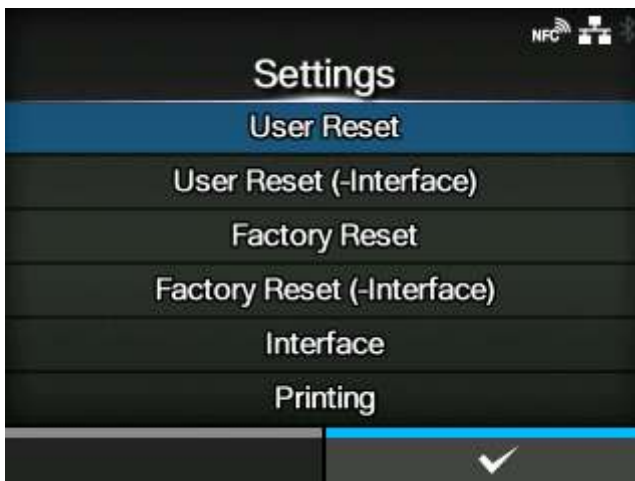 NFC
Settings
User Reset
User Reset (-Interface)
Factory Reset
Factory Reset (-Interface)
Interface
Printing